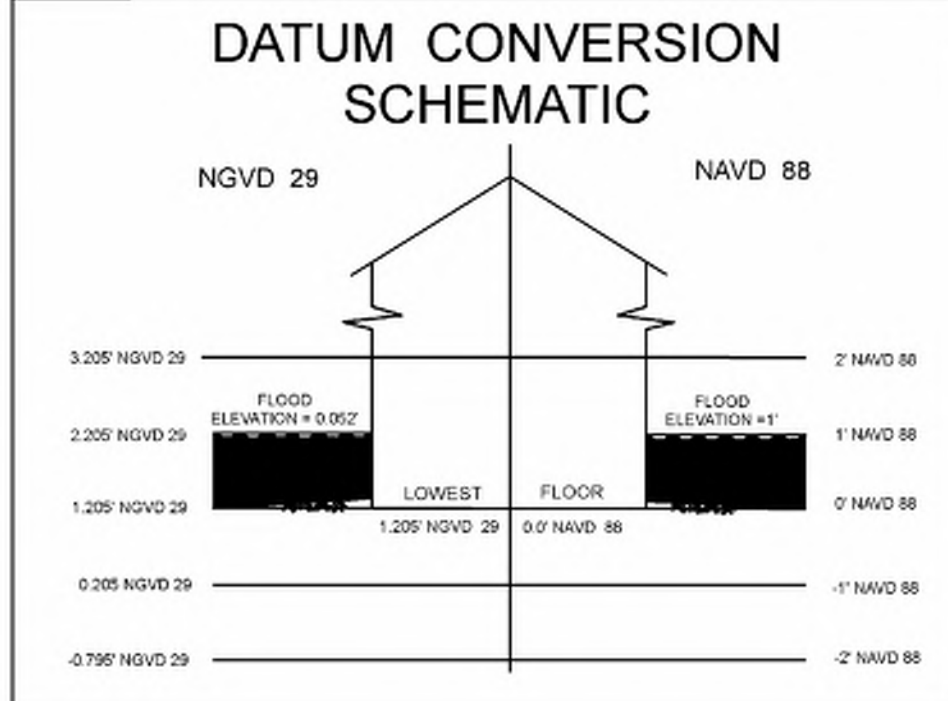 DATUM CONVERSION
SCHEMATIC
NGVD 29
NAVD 88
3.205' NGVD 29
2' NAVD 88
FLOOD
ELEVATION = 0.052'
FLOOD
ELEVATION =1'
2.205' NGVD 29
1' NAVD 88
LOWEST
FLOOR
1.205' NGVD 29
0' NAVD 88
1.205' NGVD 29
0.0' NAVD 88
0.205 NGVD 29
-1' NAVD 88
-0.795' NGVD 29
-2' NAVD 88